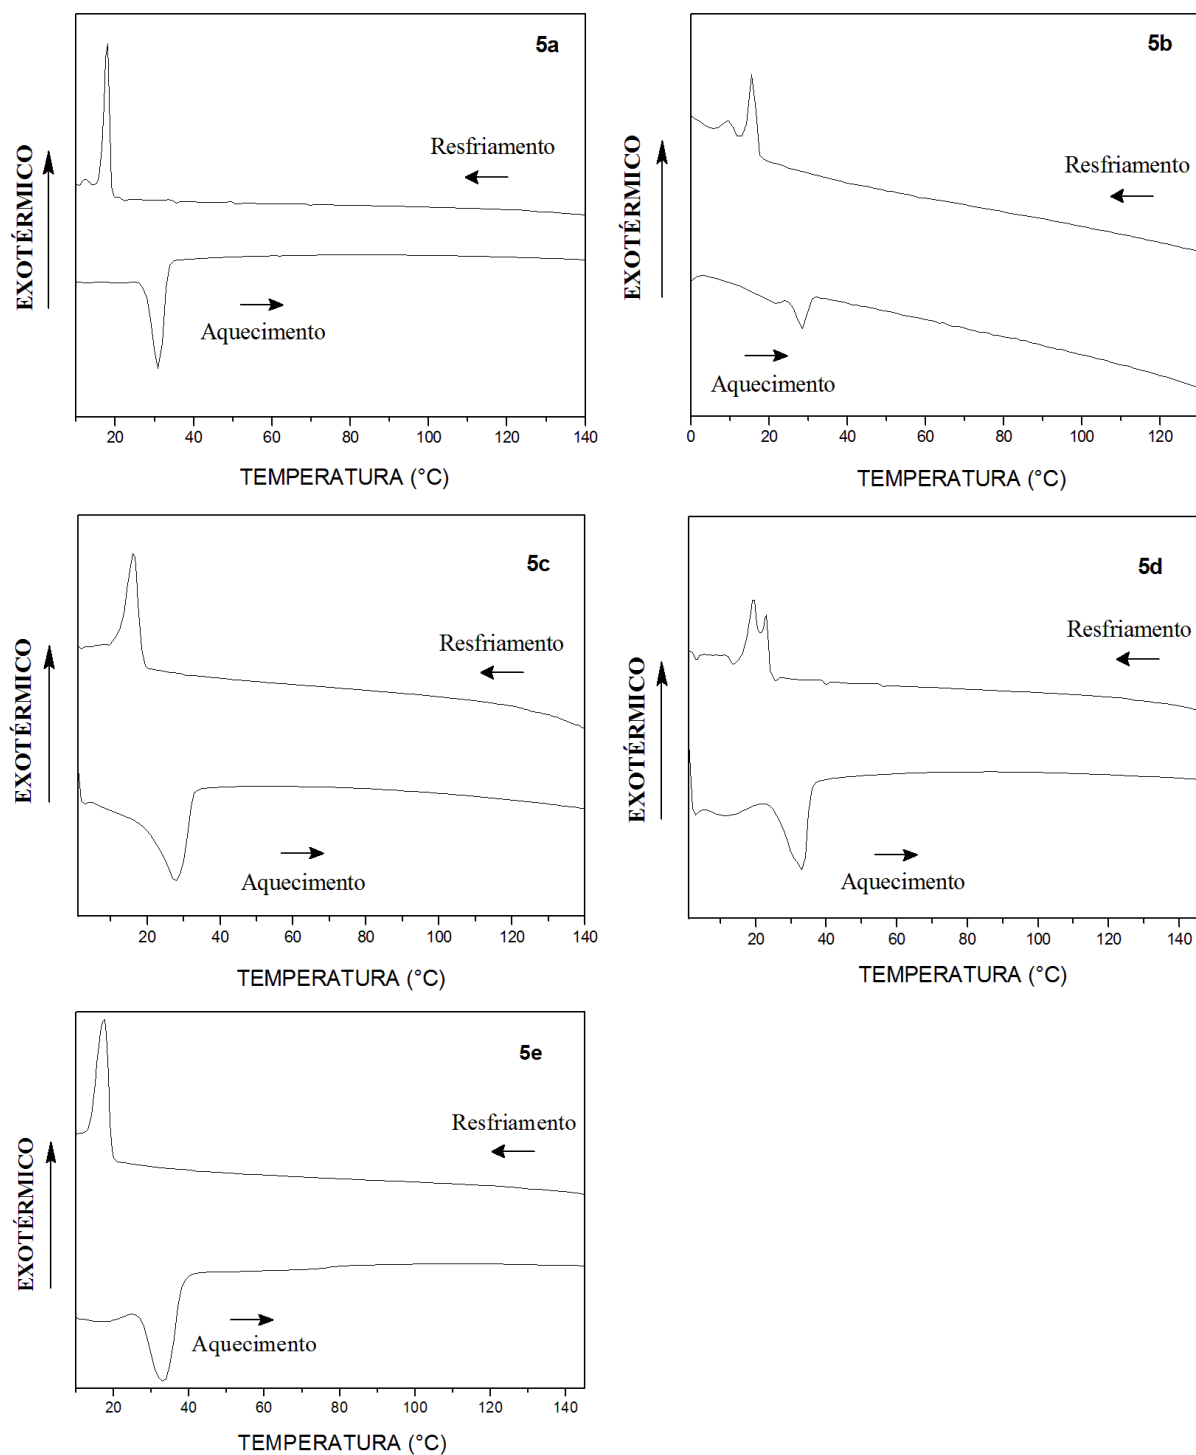 5a
EXOTÉRMICO
Resfriamento
Aquecimento
20 40 60 80 100 120 140
TEMPERATURA (°C)
5b
EXOTÉRMICO
Resfriamento
Aquecimento
0 20 40 60 80 100 120
TEMPERATURA (°C)
5c
EXOTÉRMICO
Resfriamento
Aquecimento
20 40 60 80 100 120 140
TEMPERATURA (°C)
5d
EXOTÉRMICO
Resfriamento
Aquecimento
20 40 60 80 100 120 140
TEMPERATURA (°C)
5e
EXOTÉRMICO
Resfriamento
Aquecimento
20 40 60 80 100 120 140
TEMPERATURA (°C)